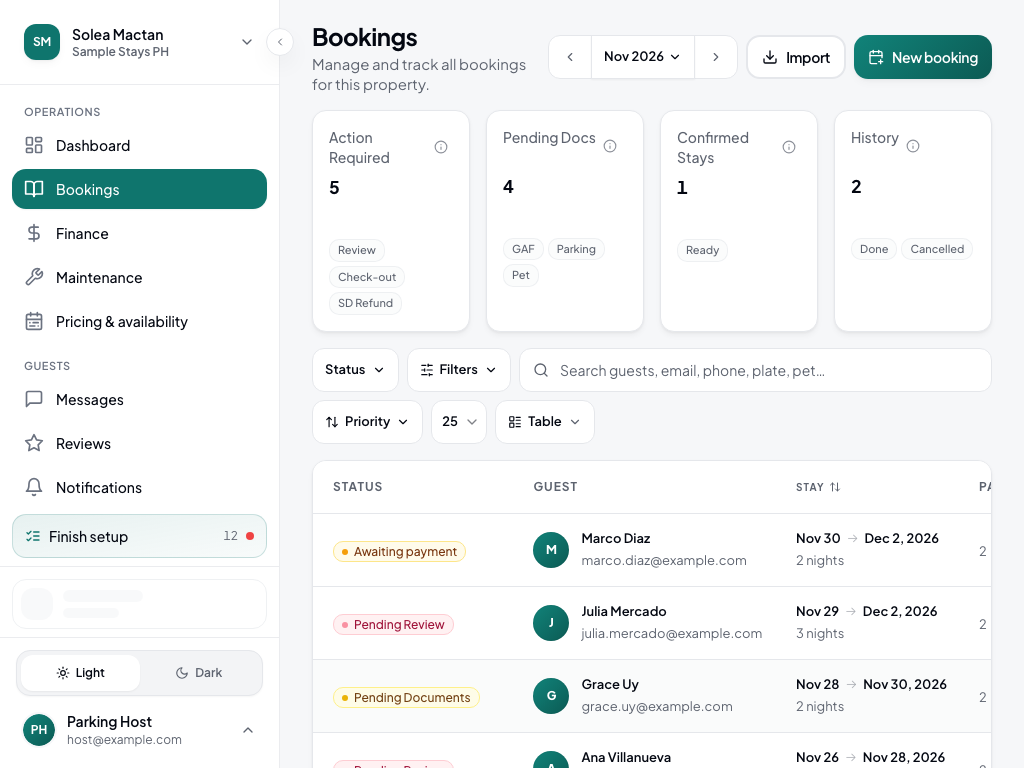 SM
Solea Mactan
Sample Stays PH
OPERATIONS
Dashboard
Bookings
Finance
Maintenance
Pricing & availability
GUESTS
Messages
Reviews
Notifications
Finish setup
12
Light
Dark
PH
Parking Host
host@example.com
Bookings
Manage and track all bookings
for this property.
Nov 2026
Import
New booking
Action
Required
5
Review
Check-out
SD Refund
Pending Docs
4
GAF
Parking
Pet
Confirmed
Stays
1
Ready
History
2
Done
Cancelled
Status
Filters
Search guests, email, phone, plate, pet...
Priority
25
Table
STATUS
GUEST
STAY
Awaiting payment
M
Marco Diaz
marco.diaz@example.com
Nov 30 → Dec 2, 2026
2 nights
2
Pending Review
J
Julia Mercado
julia.mercado@example.com
Nov 29 → Dec 2, 2026
3 nights
2
Pending Documents
G
Grace Uy
grace.uy@example.com
Nov 28 → Nov 30, 2026
2 nights
2
Ana Villanueva
Nov 26 → Nov 28, 2026